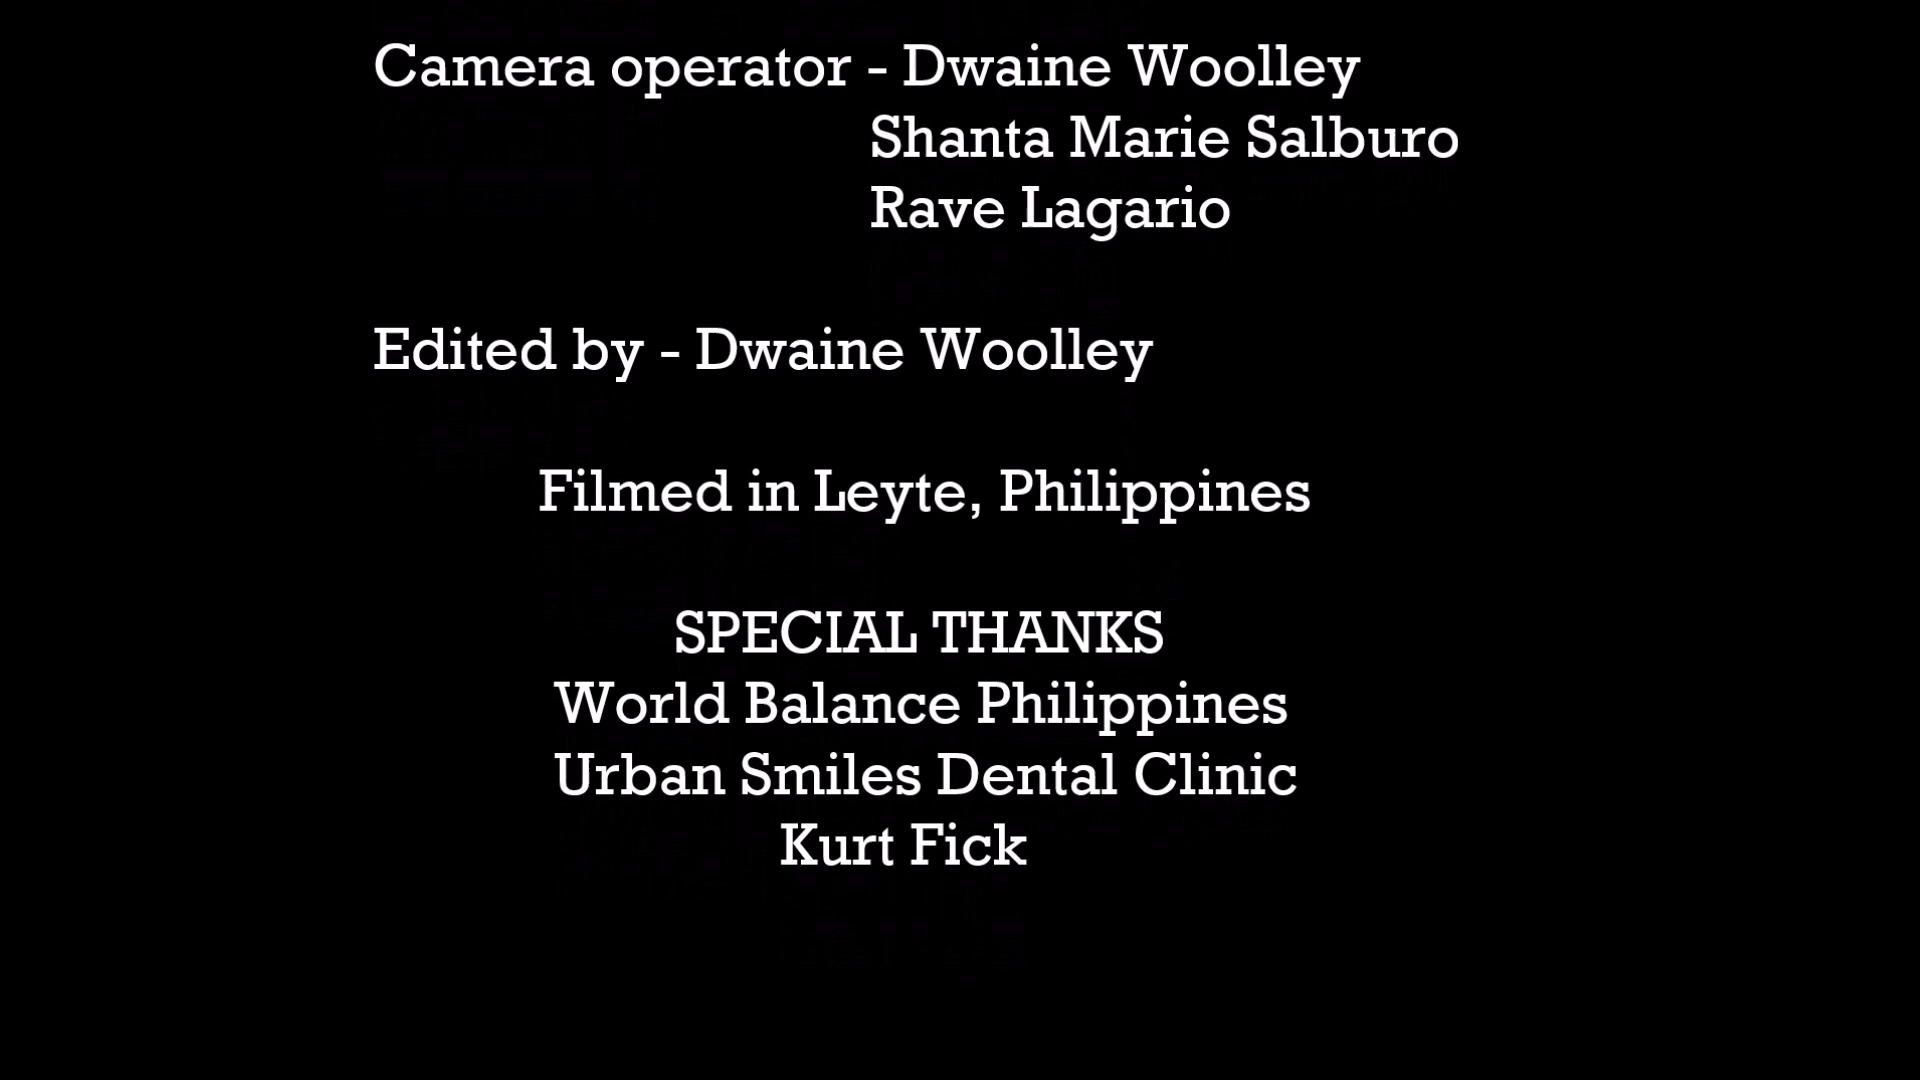 Camera operator - Dwaine Woolley
Shanta Marie Salburo
Rave Lagario
Edited by - Dwaine Woolley
Filmed in Leyte, Philippines
SPECIAL THANKS
World Balance Philippines
Urban Smiles Dental Clinic
Kurt Fick